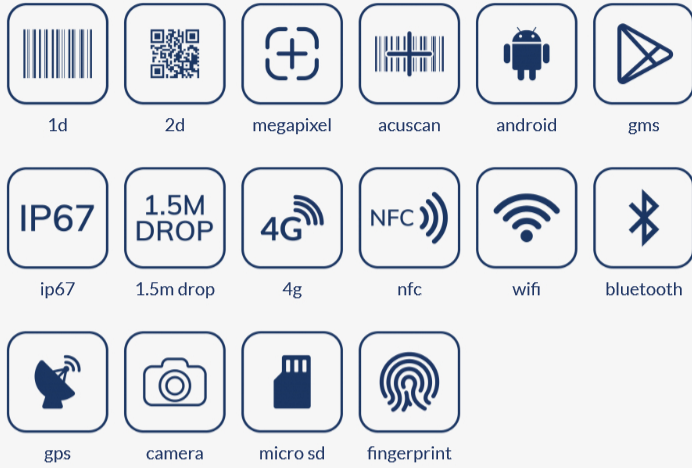 1d
2d
megapixel
acuscan
android
gms
IP67
1.5M
DROP
4G
NFC
ip67
1.5m drop
4g
nfc
wifi
bluetooth
gps
camera
micro sd
fingerprint